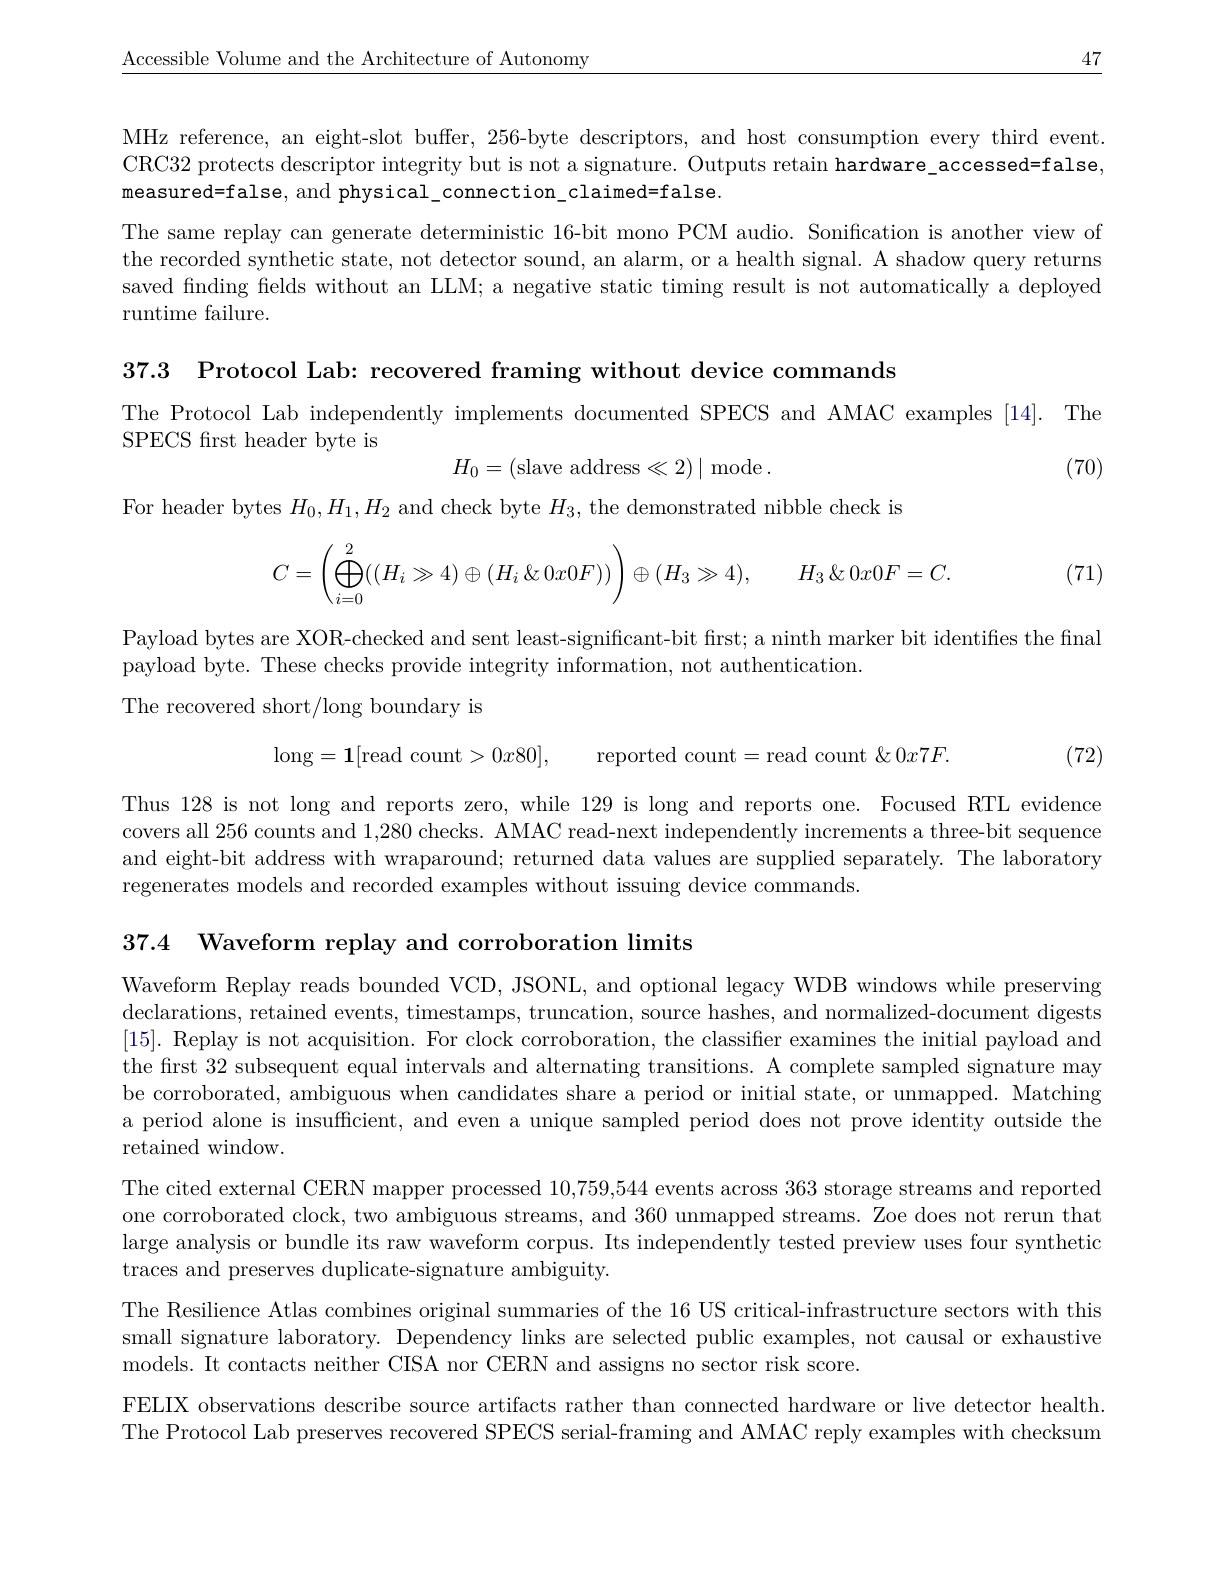 Accessible Volume and the Architecture of Autonomy 47
MHz reference, an eight-slot buffer, 256-byte descriptors, and host consumption every third event.
CRC32 protects descriptor integrity but is not a signature. Outputs retain hardware_accessed=false,
measured=false, and physical_connection_claimed=false.
The same replay can generate deterministic 16-bit mono PCM audio. Sonification is another view of
the recorded synthetic state, not detector sound, an alarm, or a health signal. A shadow query returns
saved finding fields without an LLM; a negative static timing result is not automatically a deployed
runtime failure.
37.3 Protocol Lab: recovered framing without device commands
The Protocol Lab independently implements documented SPECS and AMAC examples [14]. The
SPECS first header byte is
H₀ = (slave address ≪ 2) | mode . (70)
For header bytes H₀, H₁, H₂ and check byte H₃, the demonstrated nibble check is
C = (⨁_{i=0}^{2} ((Hᵢ ≫ 4) ⊕ (Hᵢ & 0x0F))) ⊕ (H₃ ≫ 4), H₃ & 0x0F = C. (71)
Payload bytes are XOR-checked and sent least-significant-bit first; a ninth marker bit identifies the final
payload byte. These checks provide integrity information, not authentication.
The recovered short/long boundary is
long = 1[read count > 0x80], reported count = read count & 0x7F. (72)
Thus 128 is not long and reports zero, while 129 is long and reports one. Focused RTL evidence
covers all 256 counts and 1,280 checks. AMAC read-next independently increments a three-bit sequence
and eight-bit address with wraparound; returned data values are supplied separately. The laboratory
regenerates models and recorded examples without issuing device commands.
37.4 Waveform replay and corroboration limits
Waveform Replay reads bounded VCD, JSONL, and optional legacy WDB windows while preserving
declarations, retained events, timestamps, truncation, source hashes, and normalized-document digests
[15]. Replay is not acquisition. For clock corroboration, the classifier examines the initial payload and
the first 32 subsequent equal intervals and alternating transitions. A complete sampled signature may
be corroborated, ambiguous when candidates share a period or initial state, or unmapped. Matching
a period alone is insufficient, and even a unique sampled period does not prove identity outside the
retained window.
The cited external CERN mapper processed 10,759,544 events across 363 storage streams and reported
one corroborated clock, two ambiguous streams, and 360 unmapped streams. Zoe does not rerun that
large analysis or bundle its raw waveform corpus. Its independently tested preview uses four synthetic
traces and preserves duplicate-signature ambiguity.
The Resilience Atlas combines original summaries of the 16 US critical-infrastructure sectors with this
small signature laboratory. Dependency links are selected public examples, not causal or exhaustive
models. It contacts neither CISA nor CERN and assigns no sector risk score.
FELIX observations describe source artifacts rather than connected hardware or live detector health.
The Protocol Lab preserves recovered SPECS serial-framing and AMAC reply examples with checksum